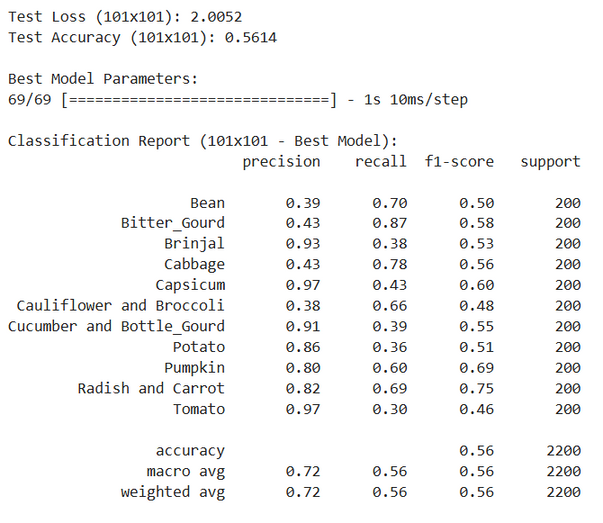 Test Loss (101x101): 2.0052
Test Accuracy (101x101): 0.5614
Best Model Parameters:
69/69 [==============================] - 1s 10ms/step
Classification Report (101x101 - Best Model):
precision recall f1-score support
Bean 0.39 0.70 0.50 200
Bitter_Gourd 0.43 0.87 0.58 200
Brinjal 0.93 0.38 0.53 200
Cabbage 0.43 0.78 0.56 200
Capsicum 0.97 0.43 0.60 200
Cauliflower and Broccoli 0.38 0.66 0.48 200
Cucumber and Bottle_Gourd 0.91 0.39 0.55 200
Potato 0.86 0.36 0.51 200
Pumpkin 0.80 0.60 0.69 200
Radish and Carrot 0.82 0.69 0.75 200
Tomato 0.97 0.30 0.46 200
accuracy 0.56 2200
macro avg 0.72 0.56 0.56 2200
weighted avg 0.72 0.56 0.56 2200